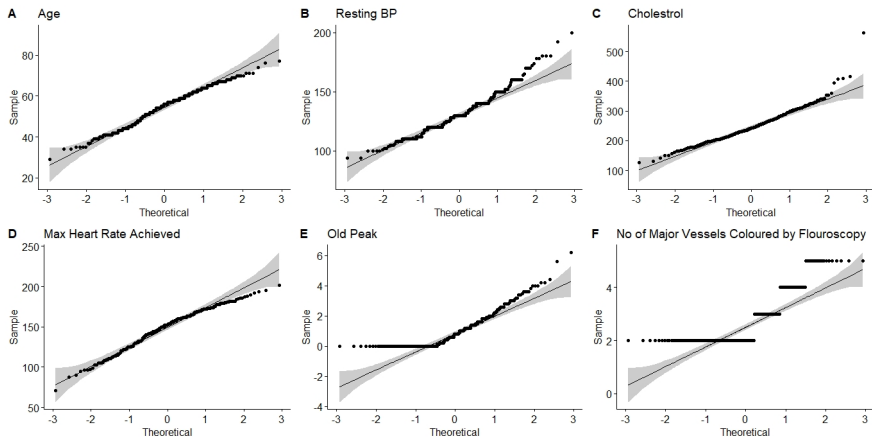 A Age
80
60
40
20
Sample
-3 -2 -1 0 1 2 3
Theoretical
B Resting BP
200
150
100
Sample
-3 -2 -1 0 1 2 3
Theoretical
C Cholestrol
500
400
300
200
100
Sample
-3 -2 -1 0 1 2 3
Theoretical
D Max Heart Rate Achieved
250
200
150
100
50
Sample
-3 -2 -1 0 1 2 3
Theoretical
E Old Peak
6
4
2
0
-2
-4
Sample
-3 -2 -1 0 1 2 3
Theoretical
F No of Major Vessels Coloured by Flouroscopy
4
2
0
Sample
-3 -2 -1 0 1 2 3
Theoretical